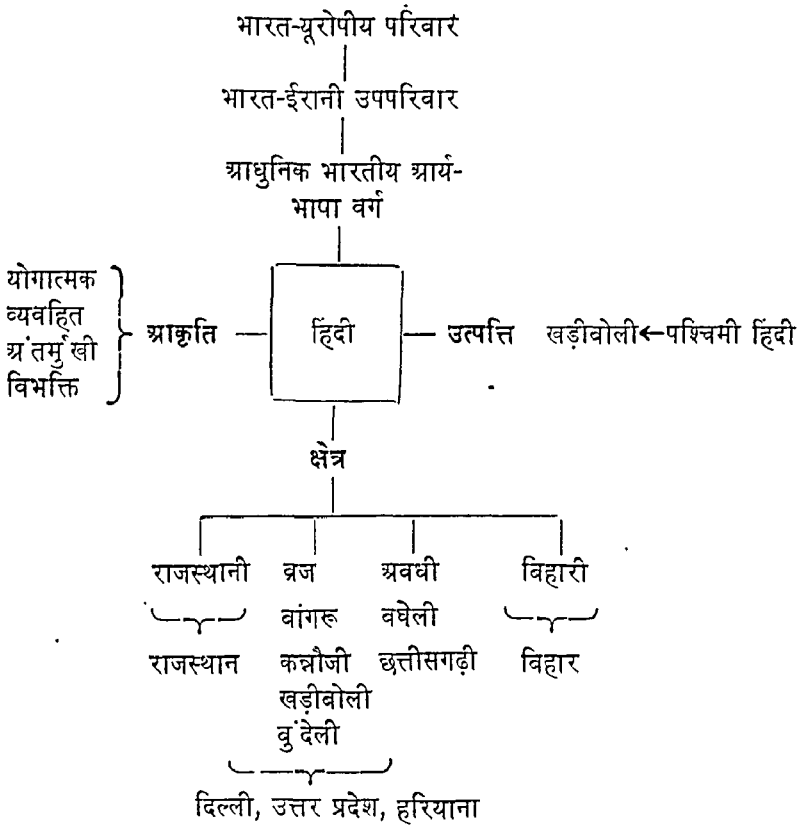 भारत-यूरोपीय परिवार
भारत-ईरानी उपपरिवार
आधुनिक भारतीय आर्य-
भाषा वर्ग
योगात्मक
व्यवहित
अंतर्मुखी
विभक्ति
आकृति
हिंदी
उत्पत्ति
खड़ीबोली←पश्चिमी हिंदी
क्षेत्र
राजस्थानी ब्रज अवधी बिहारी
बांगरू बघेली
राजस्थान कन्नौजी छत्तीसगढ़ी बिहार
खड़ीबोली
बुंदेली
दिल्ली, उत्तर प्रदेश, हरियाना